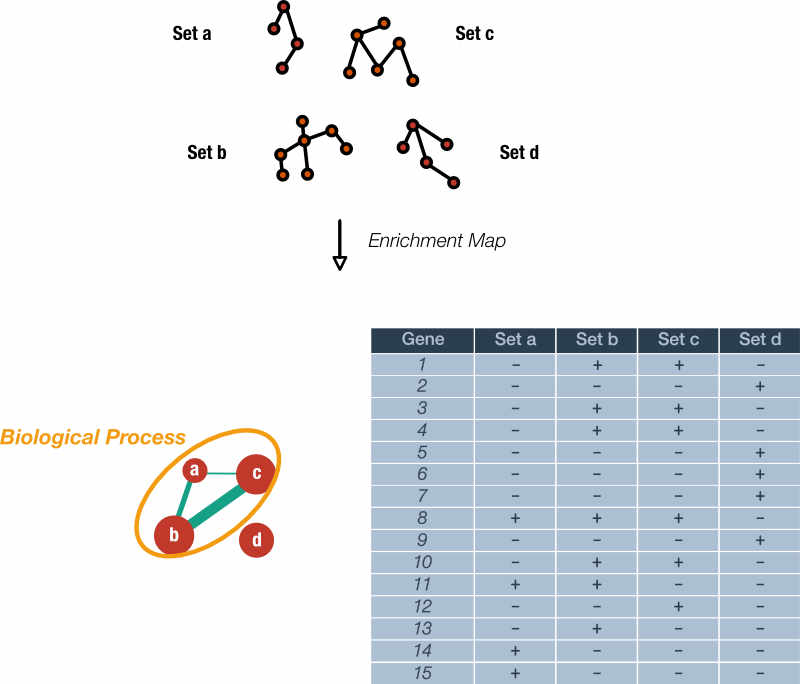 Set a
Set c
Set b
Set d
Enrichment Map
Biological Process
a
c
b
d
Gene Set a Set b Set c Set d
1 – + + –
2 – – – +
3 – + + –
4 – + + –
5 – – – +
6 – – – +
7 – – – +
8 + + + –
9 – – – +
10 – + + –
11 + + – –
12 – – + –
13 – + – –
14 + – – –
15 + – – –